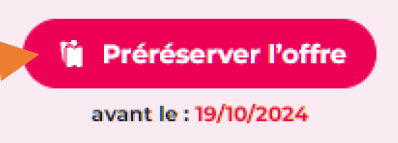 Préréserver l'offre
avant le : 19/10/2024